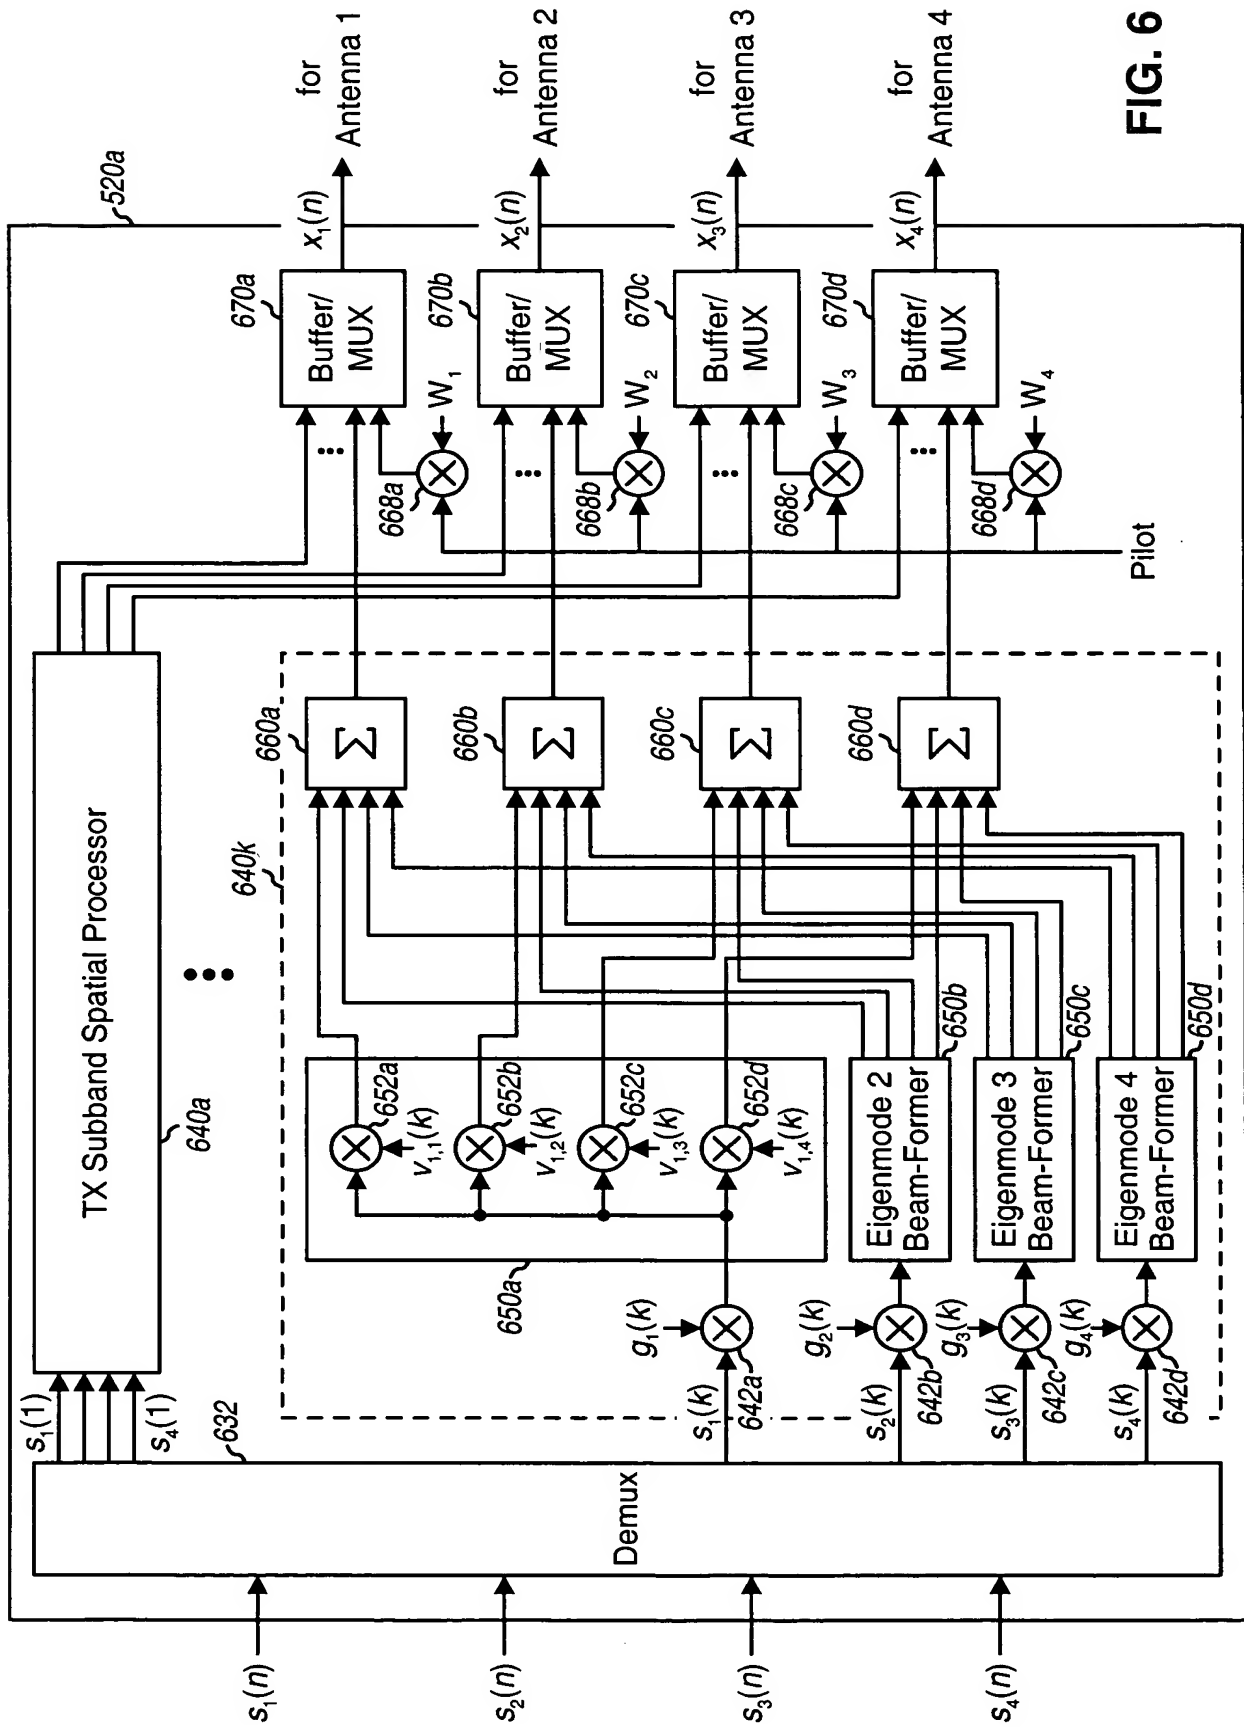 520a
s₁(n)
s₂(n)
s₃(n)
s₄(n)
Demux
632
s₁(1)
s₄(1)
TX Subband Spatial Processor
640a
640k
s₁(k)
s₂(k)
s₃(k)
s₄(k)
g₁(k)
g₂(k)
g₃(k)
g₄(k)
642a
642b
642c
642d
650a
652a
v₁,₁(k)
652b
v₁,₂(k)
652c
v₁,₃(k)
652d
v₁,₄(k)
Eigenmode 2
Beam-Former
650b
Eigenmode 3
Beam-Former
650c
Eigenmode 4
Beam-Former
650d
660a
Σ
660b
Σ
660c
Σ
660d
Σ
Pilot
668a
W₁
668b
W₂
668c
W₃
668d
W₄
670a
Buffer/
MUX
670b
Buffer/
MUX
670c
Buffer/
MUX
670d
Buffer/
MUX
x₁(n)
x₂(n)
x₃(n)
x₄(n)
for
Antenna 1
for
Antenna 2
for
Antenna 3
for
Antenna 4
FIG. 6